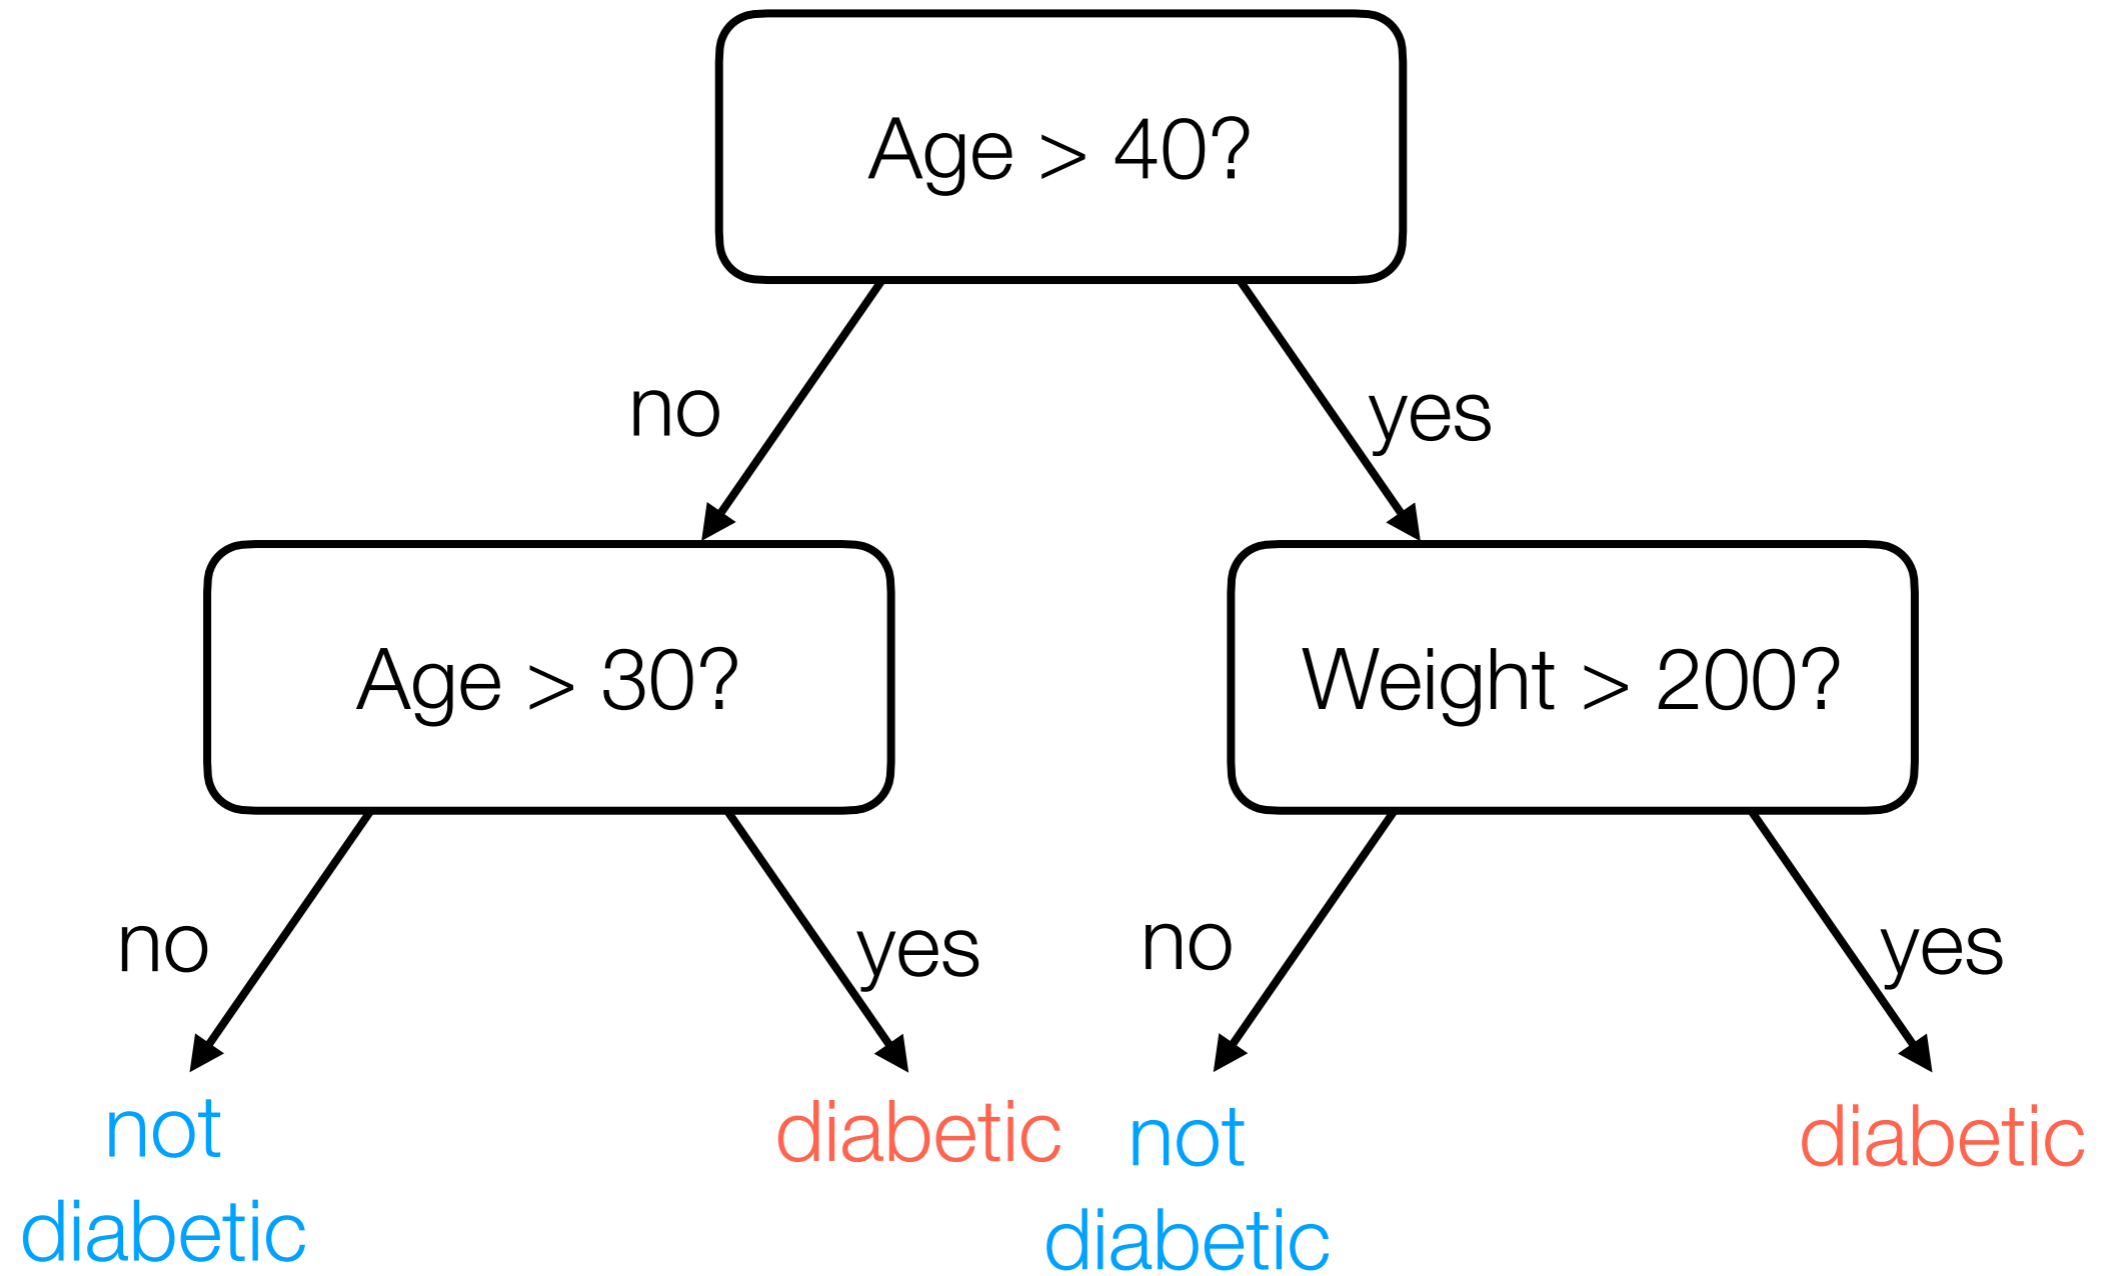 Age > 40?
no
yes
Age > 30?
Weight > 200?
no
yes
no
yes
not
diabetic
diabetic
not
diabetic
diabetic